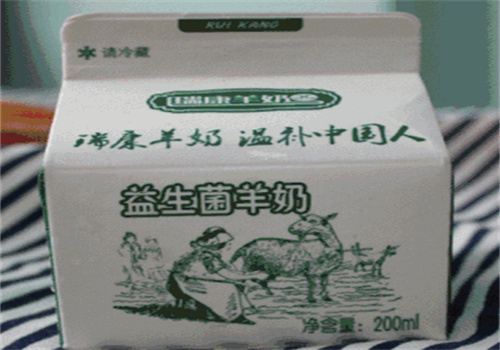 RUI KANG
请冷藏
瑞康羊奶
瑞康羊奶 温补中国人
益生菌羊奶
净含量：200ml